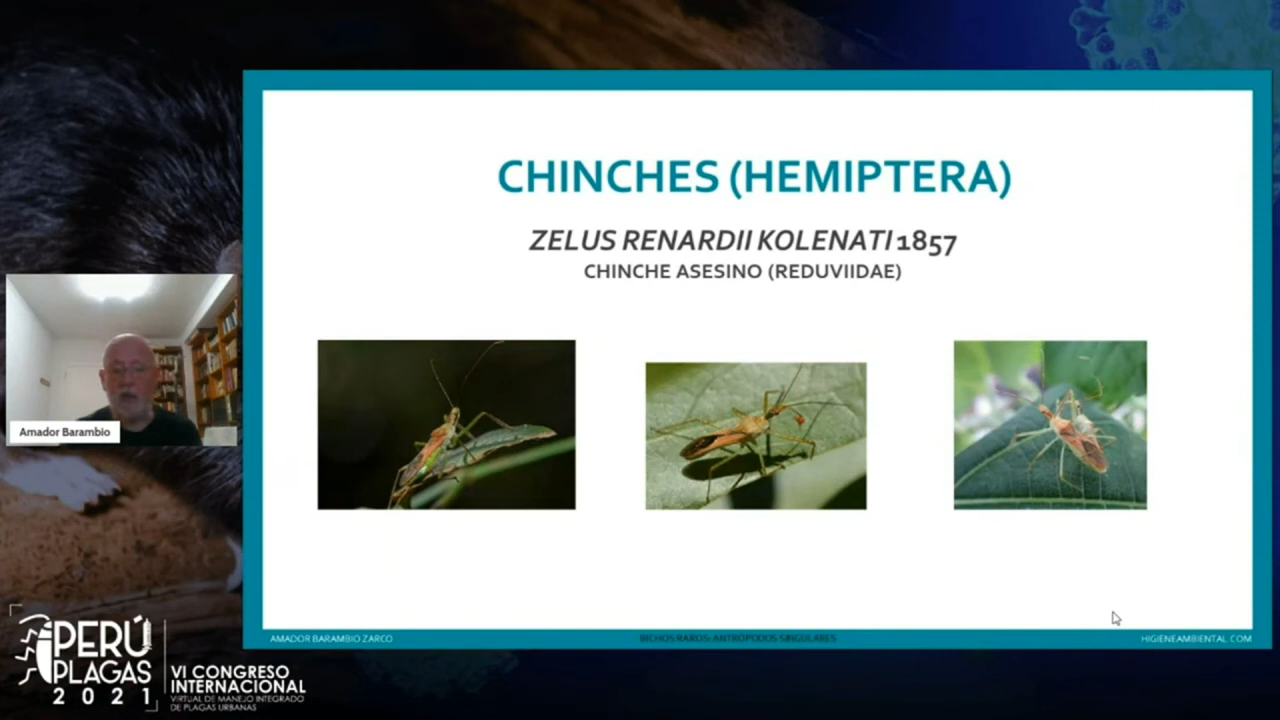 CHINCHES (HEMIPTERA)
ZELUS RENARDII KOLENATI 1857
CHINCHE ASESINO (REDUVIIDAE)
Amador Barambio
AMADOR BARAMBIO ZARCO
BICHOS RAROS: ANTRÓPODOS SINGULARES
HIGIENEAMBIENTAL.COM
PERÚ
PLAGAS
2021
VI CONGRESO
INTERNACIONAL
VIRTUAL DE MANEJO INTEGRADO
DE PLAGAS URBANAS